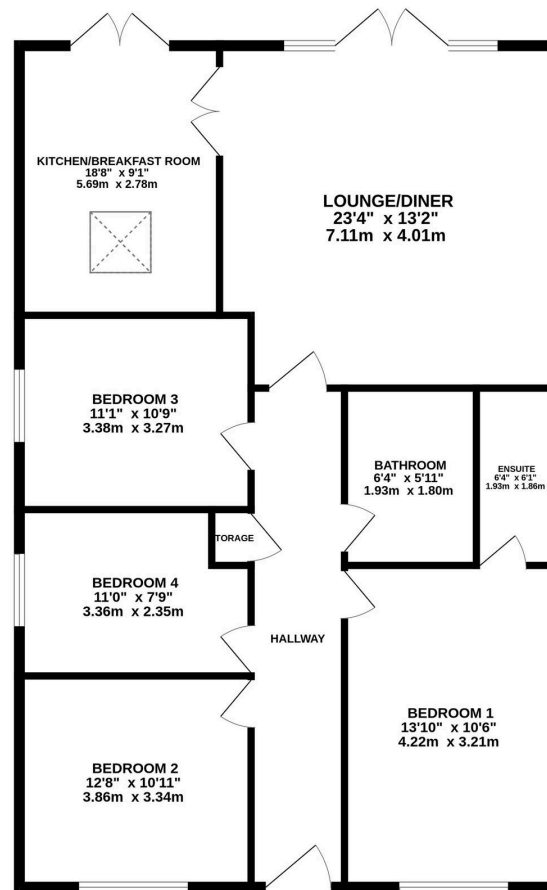 KITCHEN/BREAKFAST ROOM
18'8" x 9'1"
5.69m x 2.78m
LOUNGE/DINER
23'4" x 13'2"
7.11m x 4.01m
BEDROOM 3
11'1" x 10'9"
3.38m x 3.27m
BATHROOM
6'4" x 5'11"
1.93m x 1.80m
ENSUITE
6'4" x 6'1"
1.93m x 1.86m
TORAGE
BEDROOM 4
11'0" x 7'9"
3.36m x 2.35m
HALLWAY
BEDROOM 1
13'10" x 10'6"
4.22m x 3.21m
BEDROOM 2
12'8" x 10'11"
3.86m x 3.34m